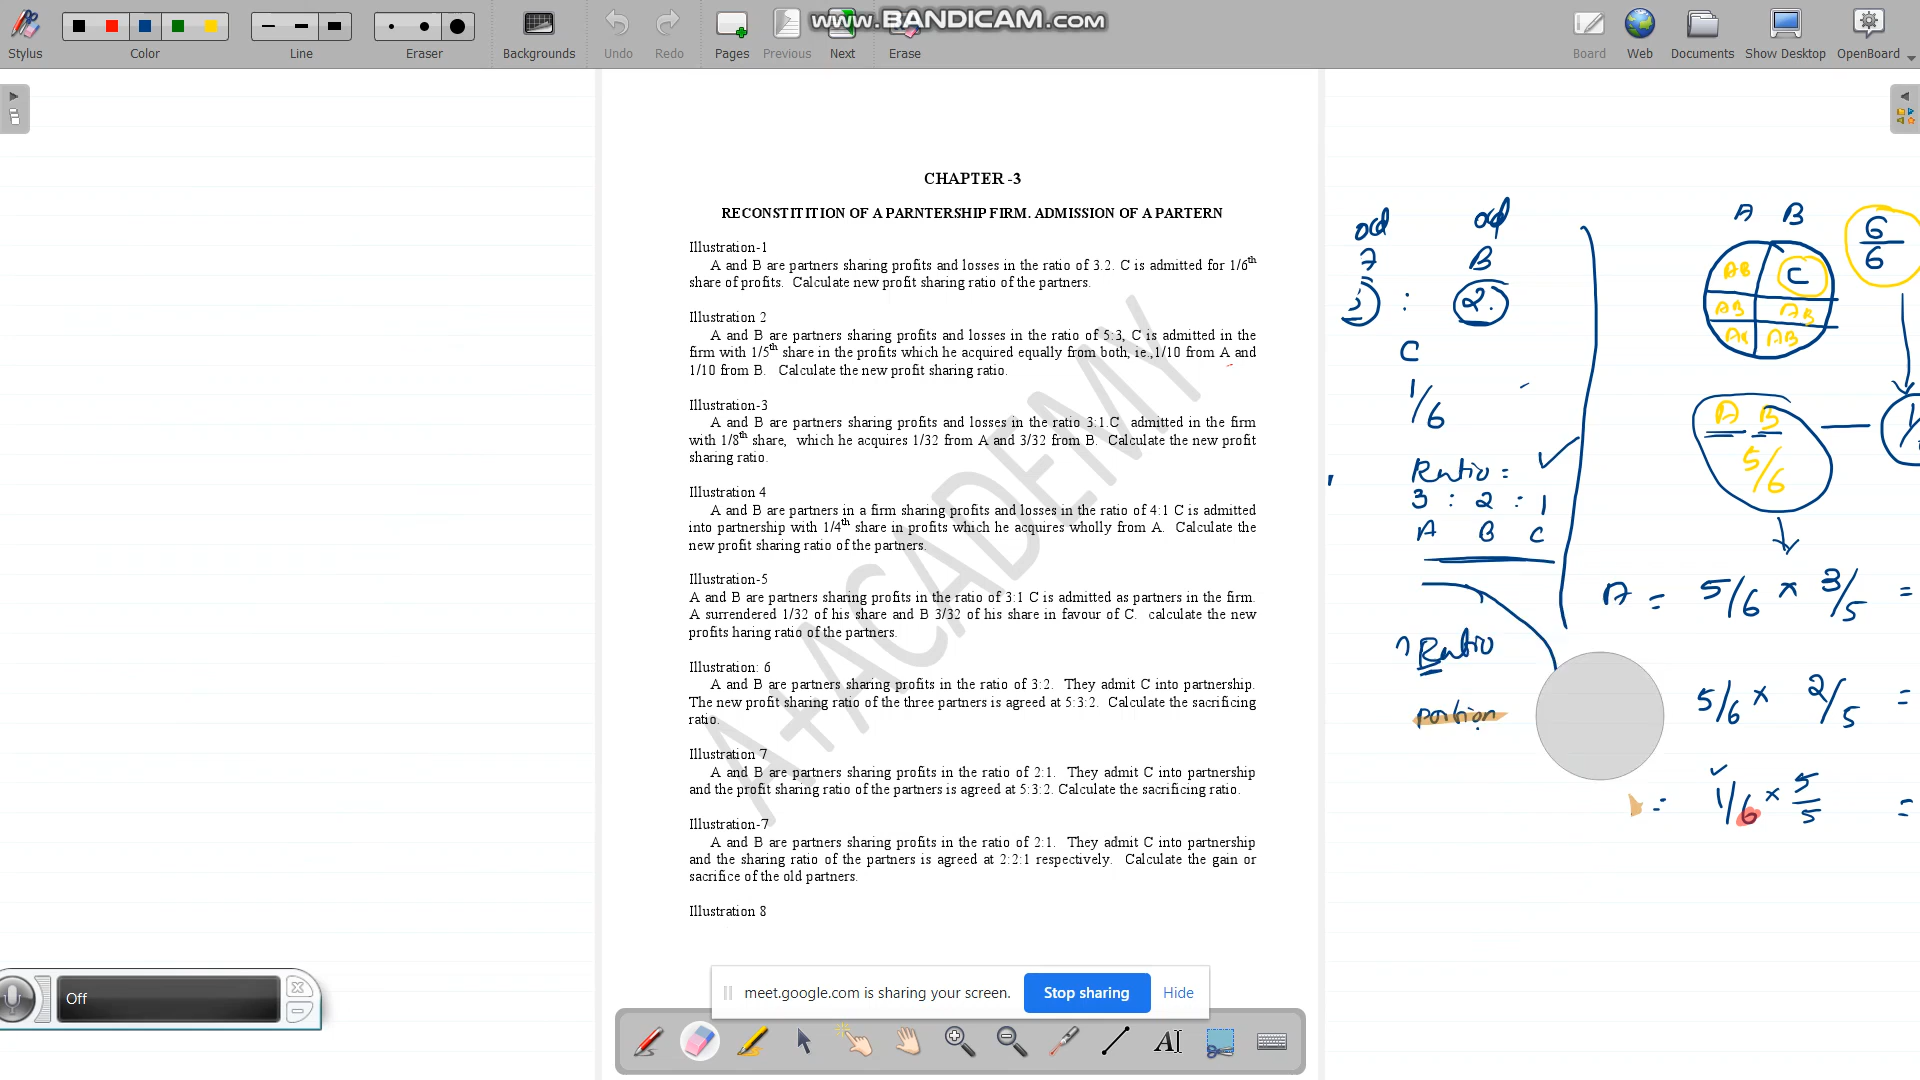 www.BANDICAM.com
Stylus Color Line Eraser Backgrounds Undo Redo Pages Previous Next Erase Board Web Documents Show Desktop OpenBoard
CHAPTER -3
RECONSTITITION OF A PARNTERSHIP FIRM. ADMISSION OF A PARTERN
Illustration-1
A and B are partners sharing profits and losses in the ratio of 3.2. C is admitted for 1/6th
share of profits. Calculate new profit sharing ratio of the partners.
Illustration 2
A and B are partners sharing profits and losses in the ratio of 5:3, C is admitted in the
firm with 1/5th share in the profits which he acquired equally from both, ie.,1/10 from A and
1/10 from B. Calculate the new profit sharing ratio.
Illustration-3
A and B are partners sharing profits and losses in the ratio 3:1.C admitted in the firm
with 1/8th share, which he acquires 1/32 from A and 3/32 from B. Calculate the new profit
sharing ratio.
Illustration 4
A and B are partners in a firm sharing profits and losses in the ratio of 4:1 C is admitted
into partnership with 1/4th share in profits which he acquires wholly from A. Calculate the
new profit sharing ratio of the partners.
Illustration-5
A and B are partners sharing profits in the ratio of 3:1 C is admitted as partners in the firm.
A surrendered 1/32 of his share and B 3/32 of his share in favour of C. calculate the new
profits haring ratio of the partners.
Illustration: 6
A and B are partners sharing profits in the ratio of 3:2. They admit C into partnership.
The new profit sharing ratio of the three partners is agreed at 5:3:2. Calculate the sacrificing
ratio.
Illustration 7
A and B are partners sharing profits in the ratio of 2:1. They admit C into partnership
and the profit sharing ratio of the partners is agreed at 5:3:2. Calculate the sacrificing ratio.
Illustration-7
A and B are partners sharing profits in the ratio of 2:1. They admit C into partnership
and the sharing ratio of the partners is agreed at 2:2:1 respectively. Calculate the gain or
sacrifice of the old partners.
Illustration 8
A+ACADEMY
old old
B
: 2
C
1/6
Ratio =
3 : 2 : 1
A B C
Ratio
portion
A B
6/6
AB C
AB AB
AB
A B
5/6
A = 5/6 × 3/5 =
5/6 × 2/5 =
= 1/6 × 5/5 =
Off
meet.google.com is sharing your screen. Stop sharing Hide